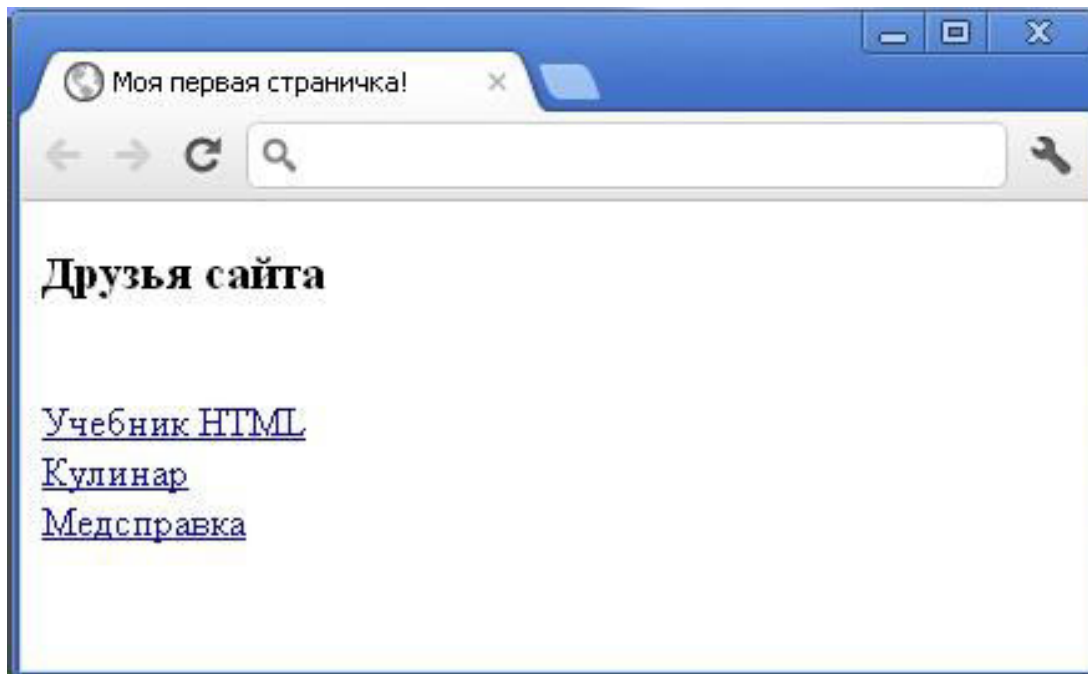 Моя первая страничка!
Друзья сайта
Учебник HTML
Кулинар
Медсправка